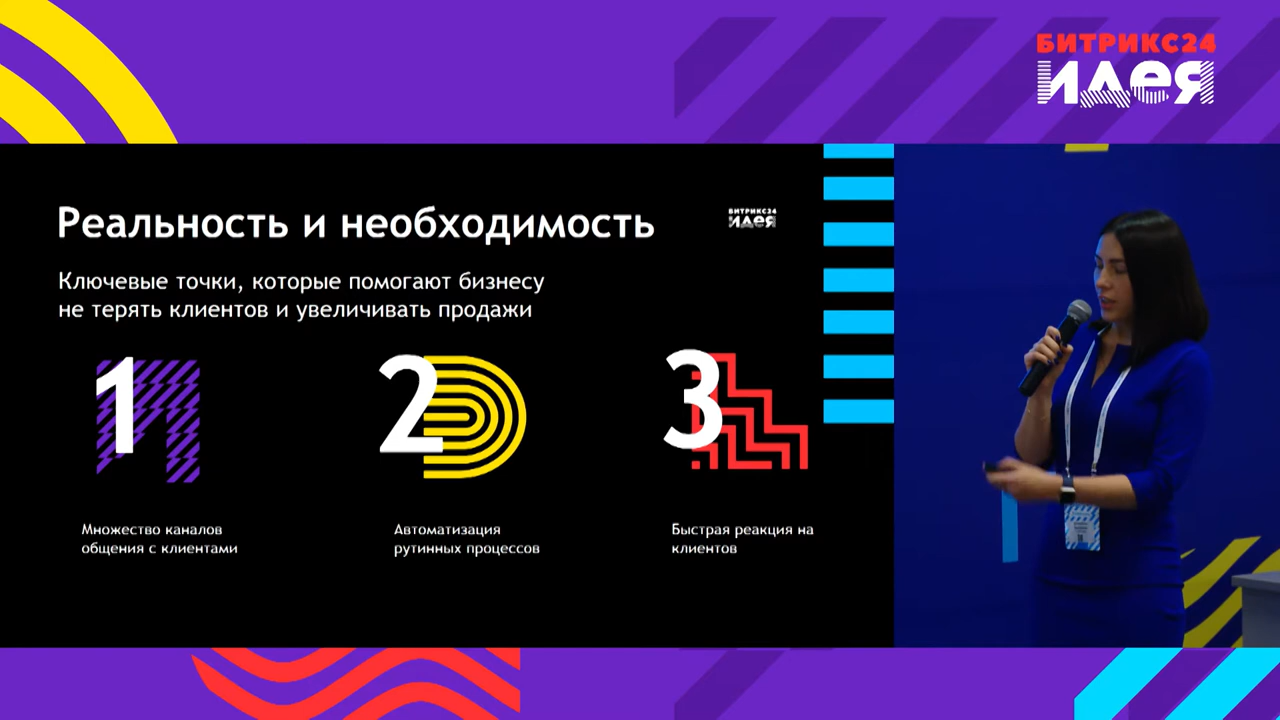 БИТРИКС24
идея
Реальность и необходимость
БИТРИКС24
идея
Ключевые точки, которые помогают бизнесу
не терять клиентов и увеличивать продажи
1
2
3
Множество каналов
общения с клиентами
Автоматизация
рутинных процессов
Быстрая реакция на
клиентов